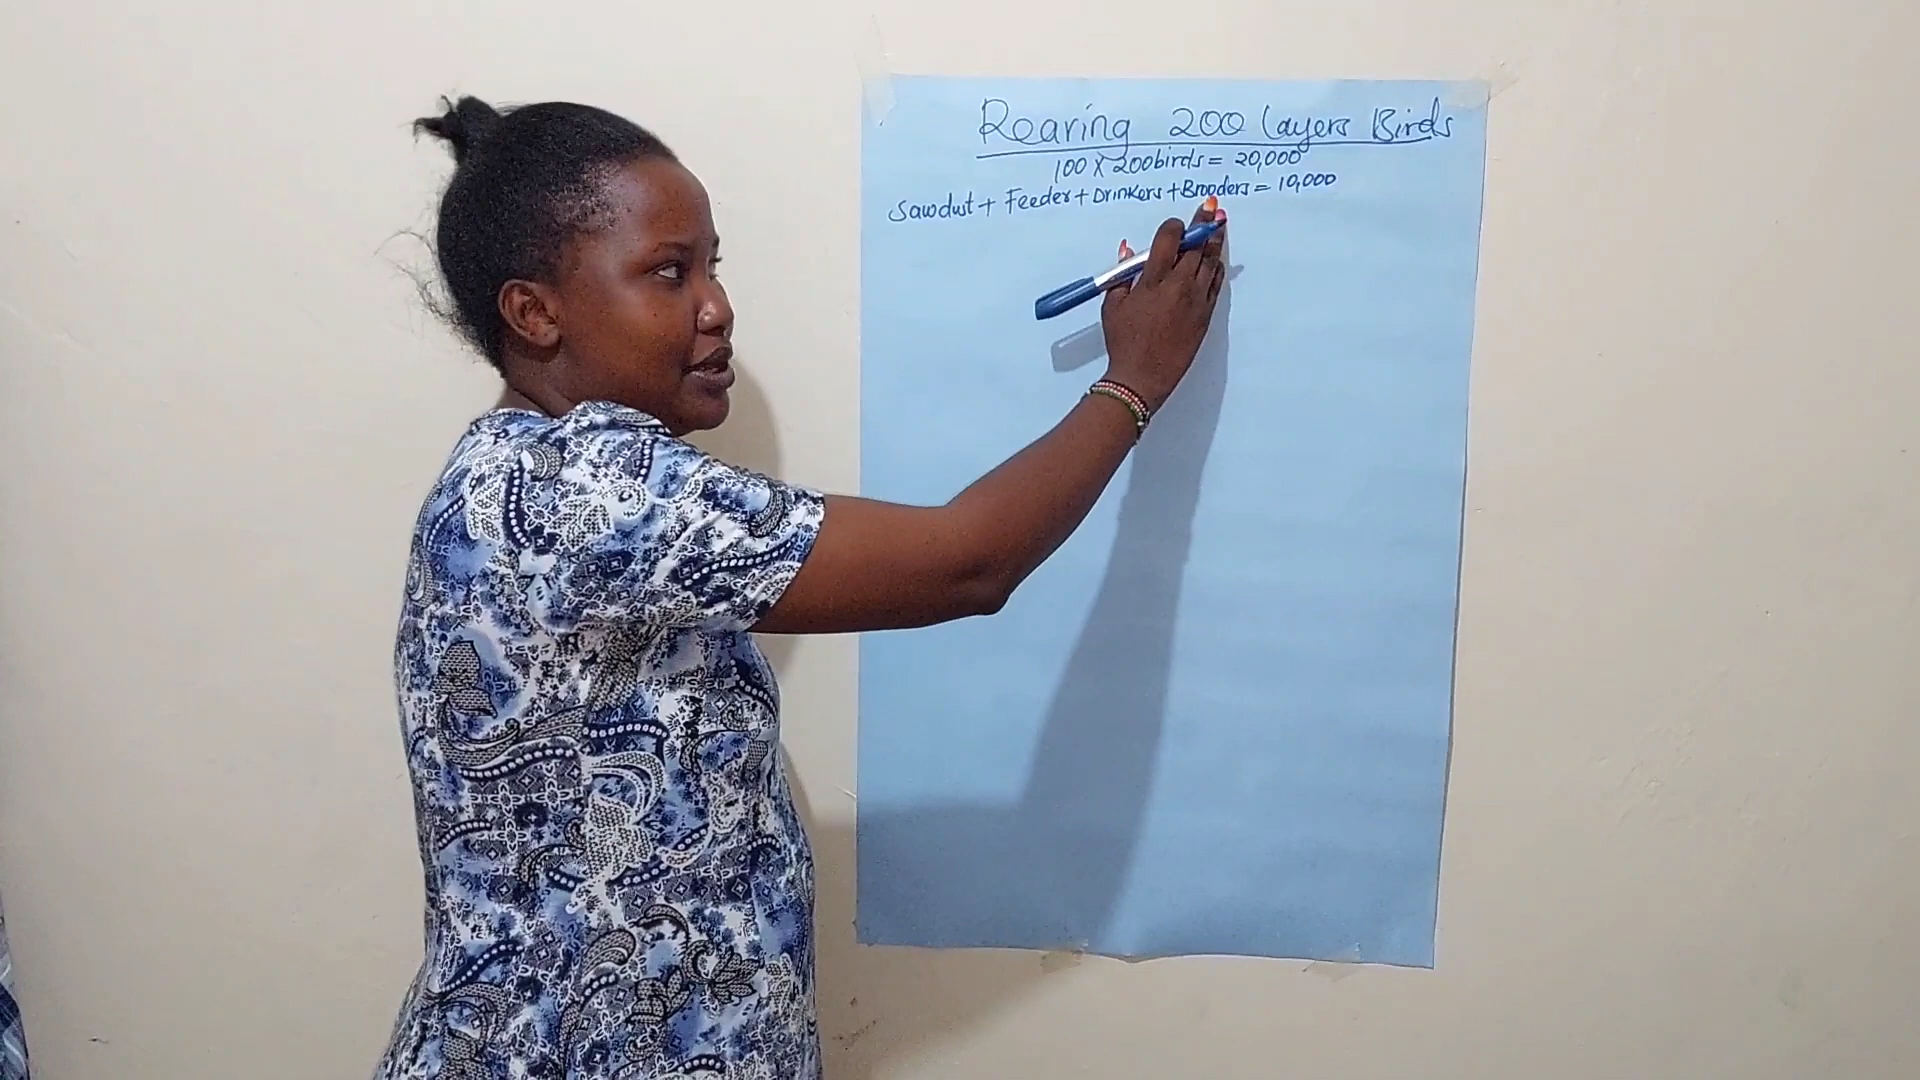 Rearing 200 Layers Birds
100 X 200birds = 20,000
Sawdust + Feeder + Drinkers + Brooders = 10,000